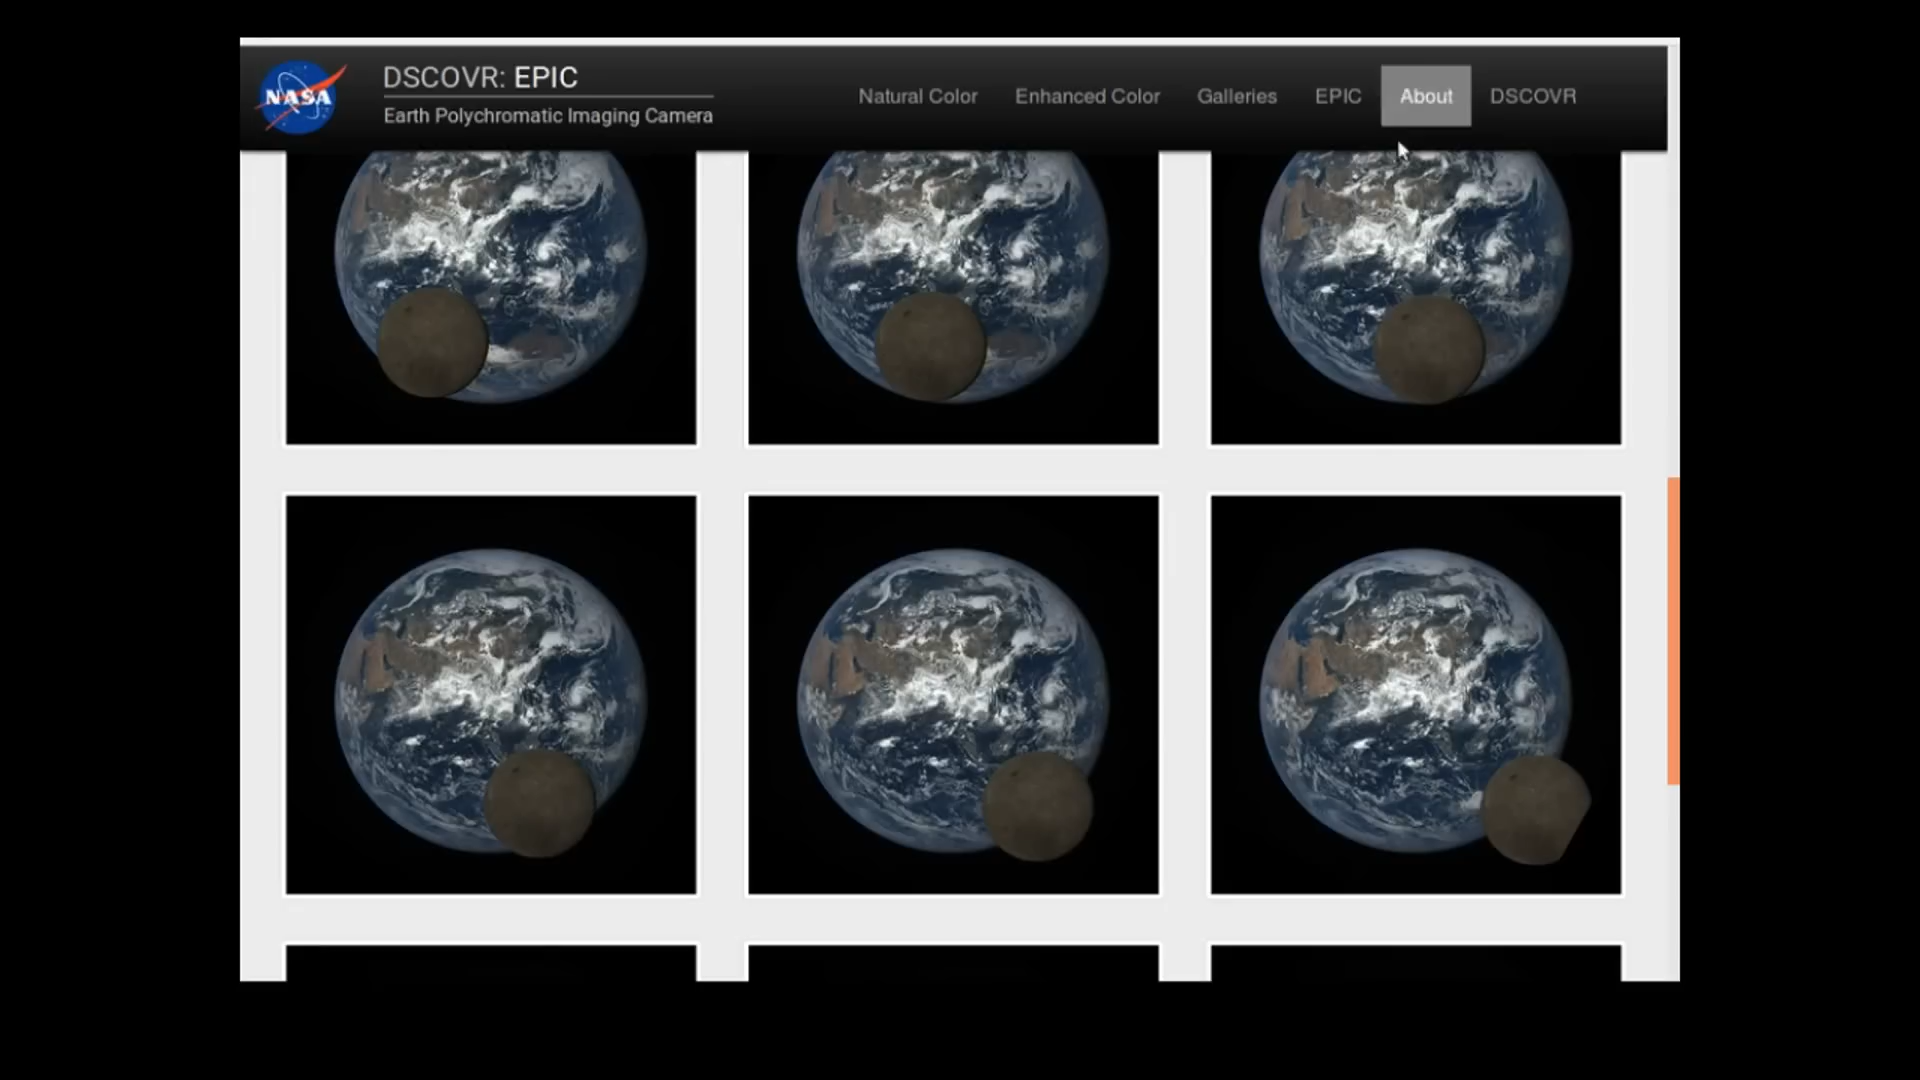 NASA
DSCOVR: EPIC
Earth Polychromatic Imaging Camera
Natural Color
Enhanced Color
Galleries
EPIC
About
DSCOVR